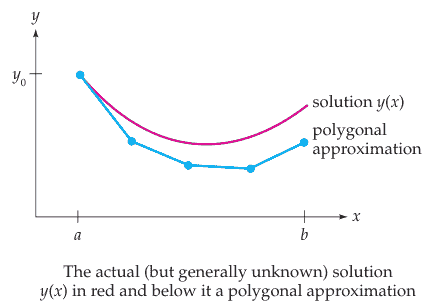 y
y₀
solution y(x)
polygonal
approximation
x
a
b
The actual (but generally unknown) solution
y(x) in red and below it a polygonal approximation